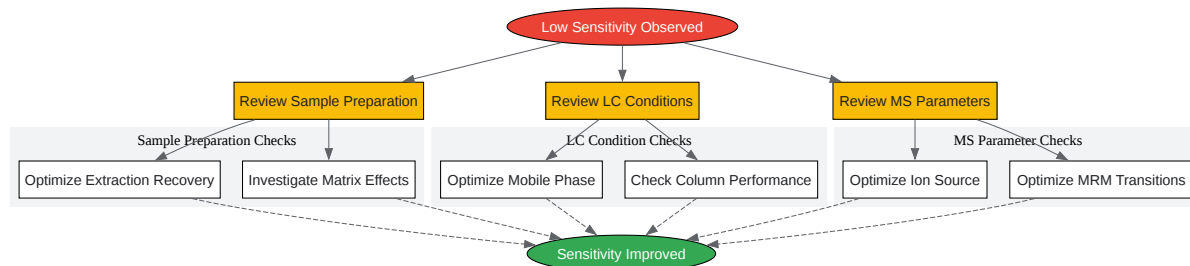 Low Sensitivity Observed
Review Sample Preparation
Review LC Conditions
Review MS Parameters
Sample Preparation Checks
LC Condition Checks
MS Parameter Checks
Optimize Extraction Recovery
Investigate Matrix Effects
Optimize Mobile Phase
Check Column Performance
Optimize Ion Source
Optimize MRM Transitions
Sensitivity Improved